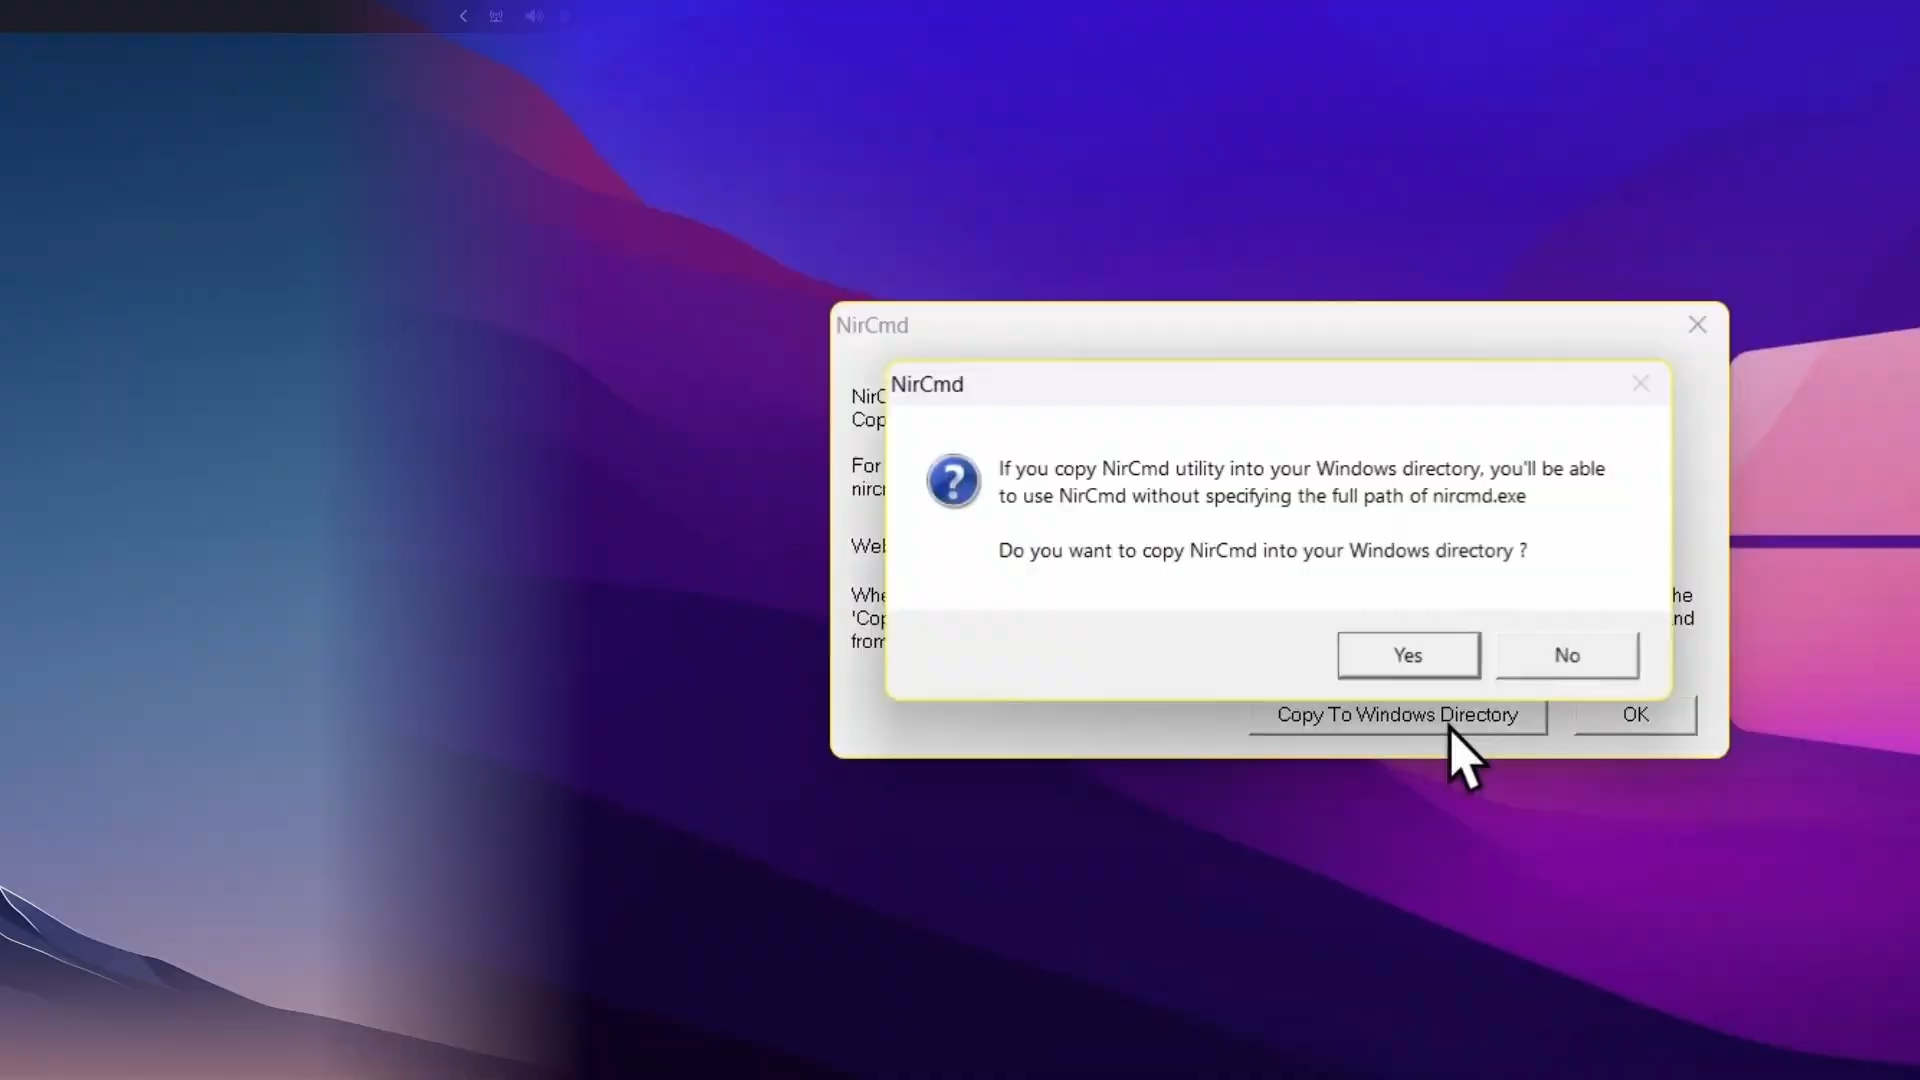 NirCmd
NirCmd
If you copy NirCmd utility into your Windows directory, you'll be able
to use NirCmd without specifying the full path of nircmd.exe
Do you want to copy NirCmd into your Windows directory ?
For
from
Yes
No
Copy To Windows Directory
OK